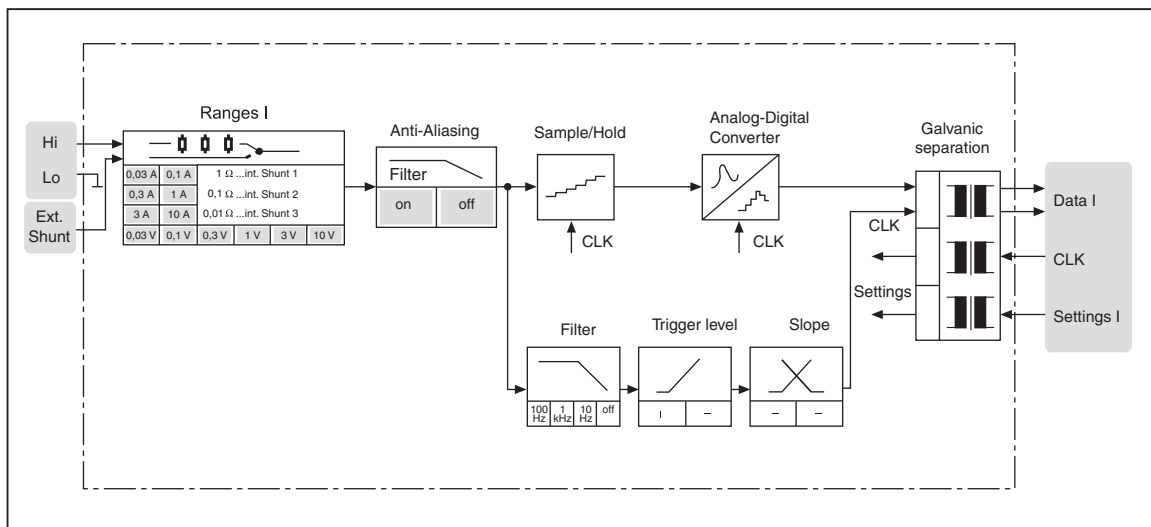 Ranges I
Anti-Aliasing
Sample/Hold
Analog-Digital
Converter
Galvanic
separation
Hi
Lo
Ext.
Shunt
0,03 A 0,1 A 1 Ω ...int. Shunt 1
0,3 A 1 A 0,1 Ω ...int. Shunt 2
3 A 10 A 0,01 Ω ...int. Shunt 3
0,03 V 0,1 V 0,3 V 1 V 3 V 10 V
Filter
on off
CLK
CLK
CLK
Settings
Data I
CLK
Settings I
Filter
100 Hz 1 kHz 10 Hz off
Trigger level
I –
Slope
– –